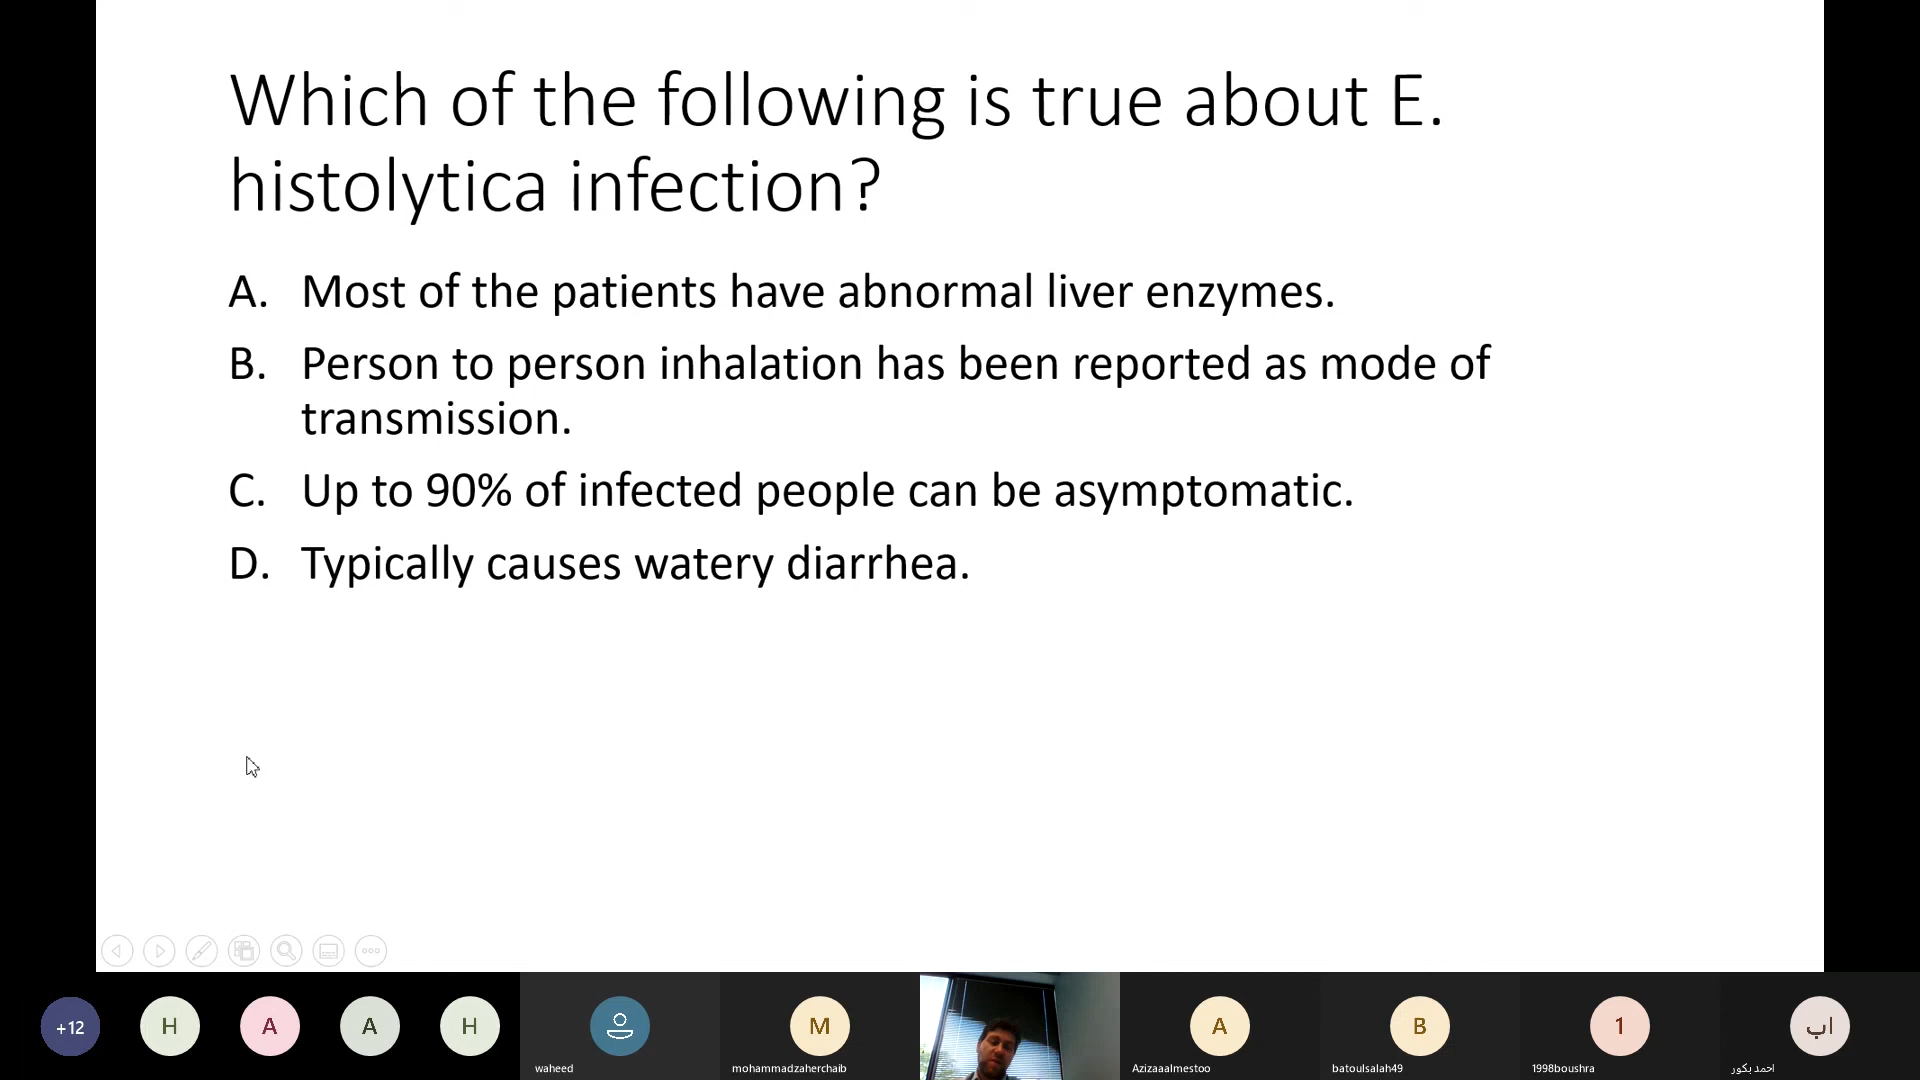 Which of the following is true about E.
histolytica infection?
A. Most of the patients have abnormal liver enzymes.
B. Person to person inhalation has been reported as mode of
transmission.
C. Up to 90% of infected people can be asymptomatic.
D. Typically causes watery diarrhea.
+12
H
A
A
H
M
A
B
1
اب
waheed
mohammadzaherchaib
Azizaaalmestoo
batoulsalah49
1998boushra
احمد بكور